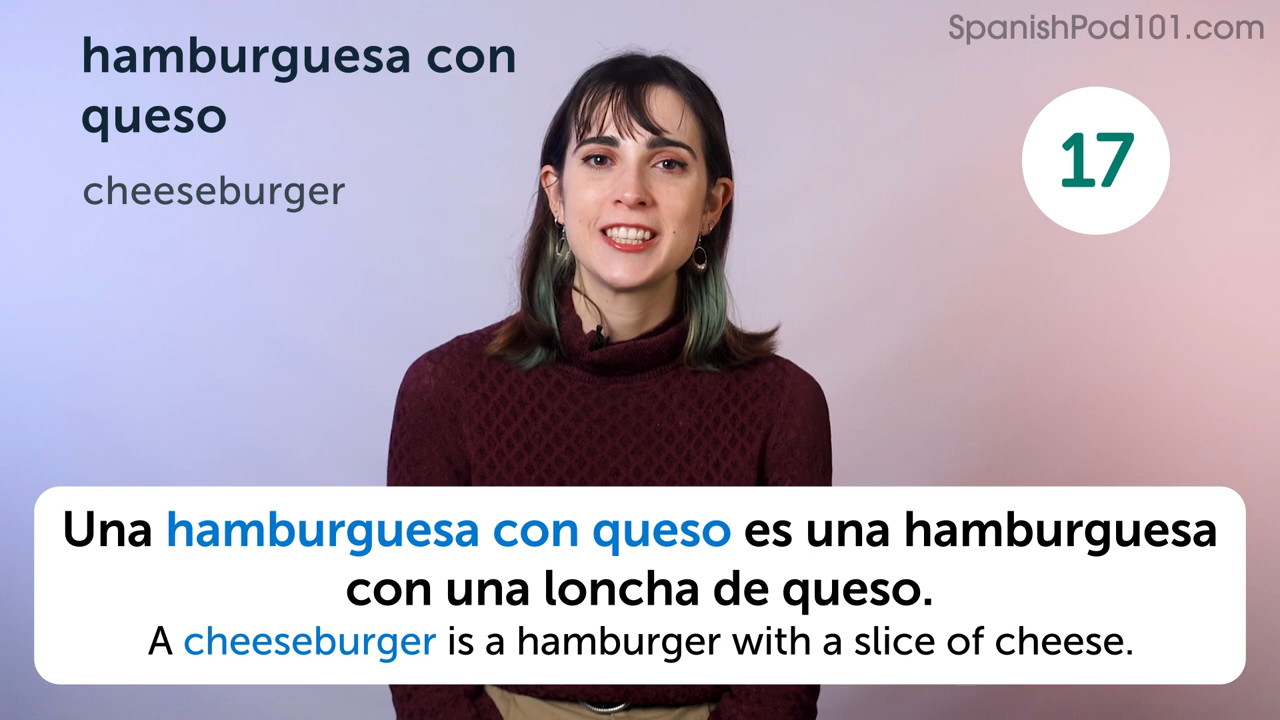 SpanishPod101.com
hamburguesa con
queso
cheeseburger
17
Una hamburguesa con queso es una hamburguesa
con una loncha de queso.
A cheeseburger is a hamburger with a slice of cheese.